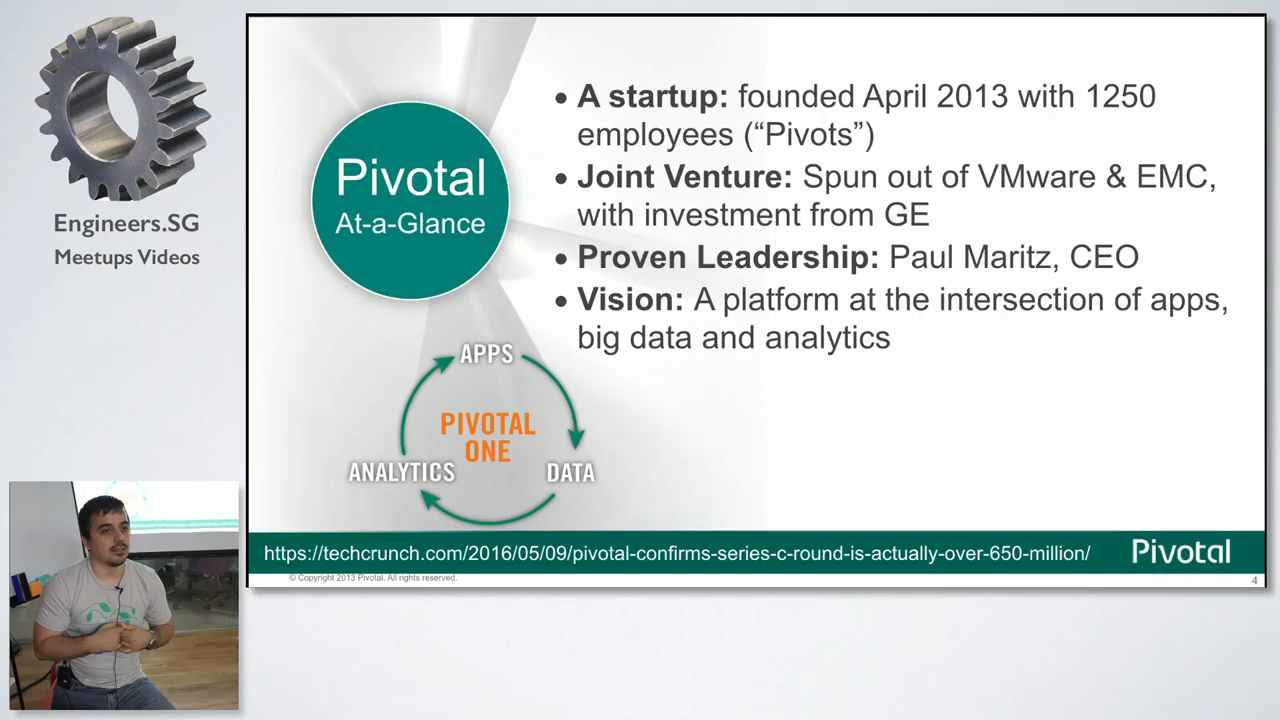 Engineers.SG
Meetups Videos
Pivotal
At-a-Glance
• A startup: founded April 2013 with 1250
employees (“Pivots”)
• Joint Venture: Spun out of VMware & EMC,
with investment from GE
• Proven Leadership: Paul Maritz, CEO
• Vision: A platform at the intersection of apps,
big data and analytics
APPS
PIVOTAL
ONE
ANALYTICS
DATA
https://techcrunch.com/2016/05/09/pivotal-confirms-series-c-round-is-actually-over-650-million/
Pivotal
© Copyright 2013 Pivotal. All rights reserved.
4